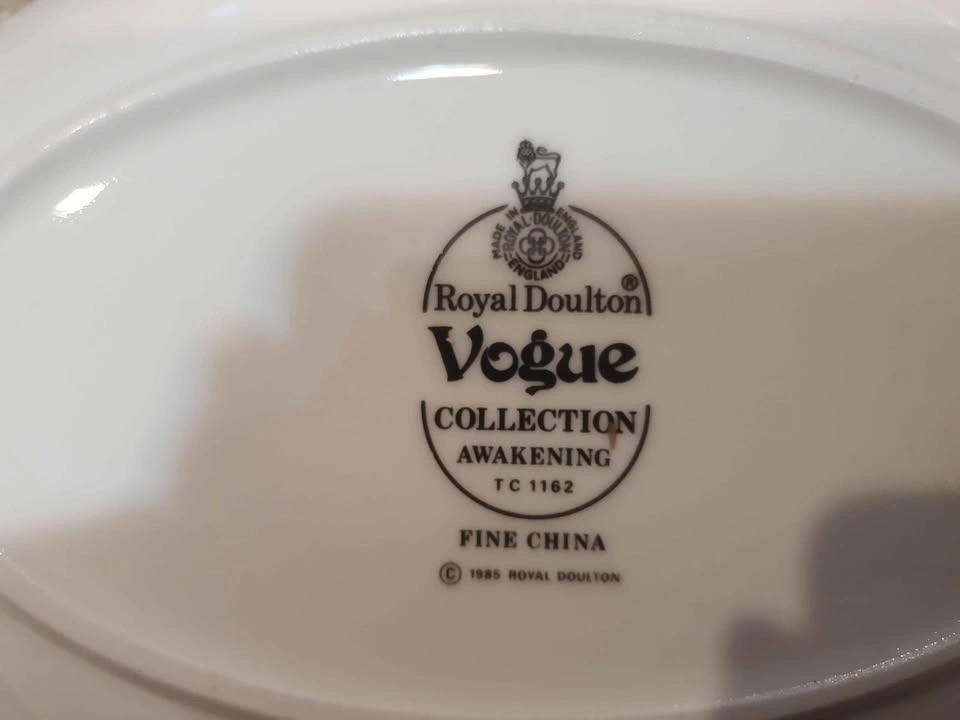 MADE IN ENGLAND
ROYAL·DOULTON
ENGLAND
Royal Doulton®
Vogue
COLLECTION
AWAKENING
TC 1162
FINE CHINA
© 1985 ROYAL DOULTON